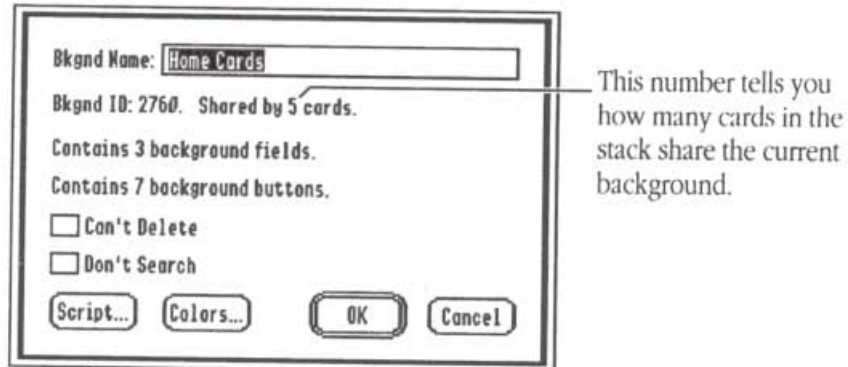 Bkgnd Name: Home Cards
Bkgnd ID: 2760. Shared by 5 cards.
Contains 3 background fields.
Contains 7 background buttons.
Can't Delete
Don't Search
Script...
Colors...
OK
Cancel
This number tells you
how many cards in the
stack share the current
background.